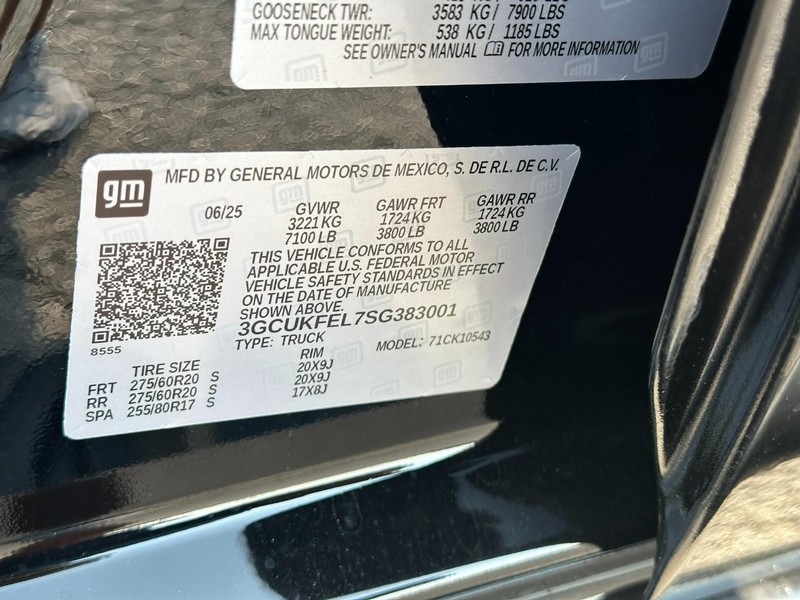 GOOSENECK TWR: 3583 KG / 7900 LBS
MAX TONGUE WEIGHT: 538 KG / 1185 LBS
SEE OWNER'S MANUAL FOR MORE INFORMATION
gm MFD BY GENERAL MOTORS DE MEXICO, S. DE R.L. DE C.V.
06/25 GVWR GAWR FRT GAWR RR
3221 KG 1724 KG 1724 KG
7100 LB 3800 LB 3800 LB
THIS VEHICLE CONFORMS TO ALL
APPLICABLE U.S. FEDERAL MOTOR
VEHICLE SAFETY STANDARDS IN EFFECT
ON THE DATE OF MANUFACTURE
SHOWN ABOVE.
3GCUKFEL7SG383001
8555
TYPE: TRUCK MODEL: 71CK10543
TIRE SIZE RIM
FRT 275/60R20 S 20X9J
RR 275/60R20 S 20X9J
SPA 255/80R17 S 17X8J